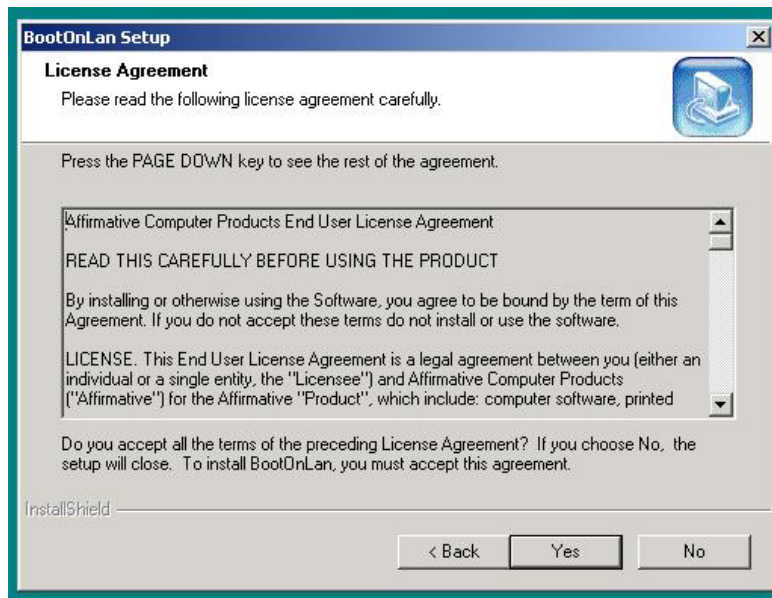 BootOnLan Setup
License Agreement
Please read the following license agreement carefully.
Press the PAGE DOWN key to see the rest of the agreement.
Affirmative Computer Products End User License Agreement
READ THIS CAREFULLY BEFORE USING THE PRODUCT
By installing or otherwise using the Software, you agree to be bound by the term of this
Agreement. If you do not accept these terms do not install or use the software.
LICENSE. This End User License Agreement is a legal agreement between you (either an
individual or a single entity, the "Licensee") and Affirmative Computer Products
("Affirmative") for the Affirmative "Product", which include: computer software, printed
Do you accept all the terms of the preceding License Agreement? If you choose No, the
setup will close. To install BootOnLan, you must accept this agreement.
InstallShield
< Back
Yes
No